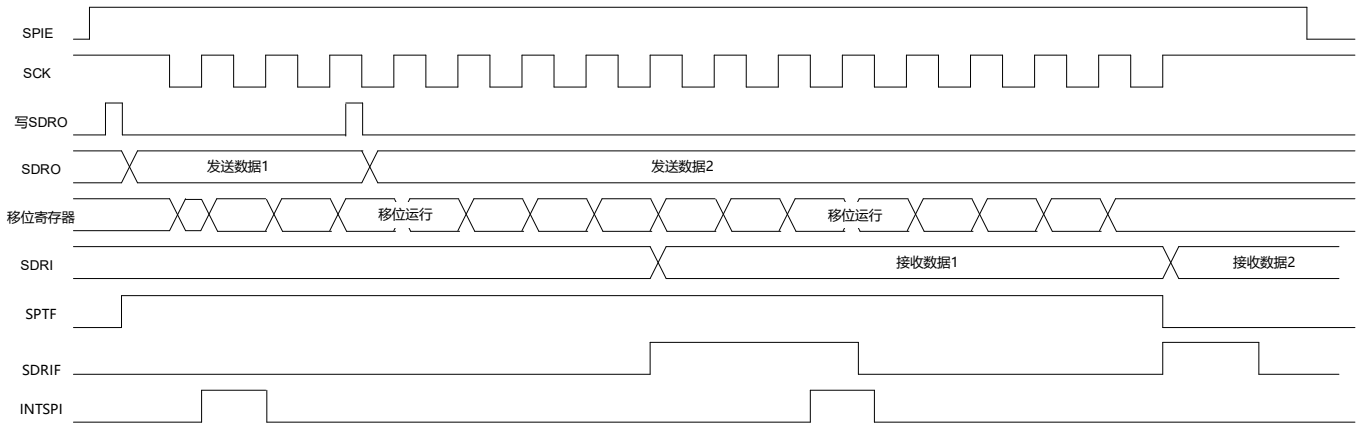 SPIE
SCK
写SDRO
SDRO 发送数据1 发送数据2
移位寄存器 移位运行 移位运行
SDRI 接收数据1 接收数据2
SPTF
SDRIF
INTSPI